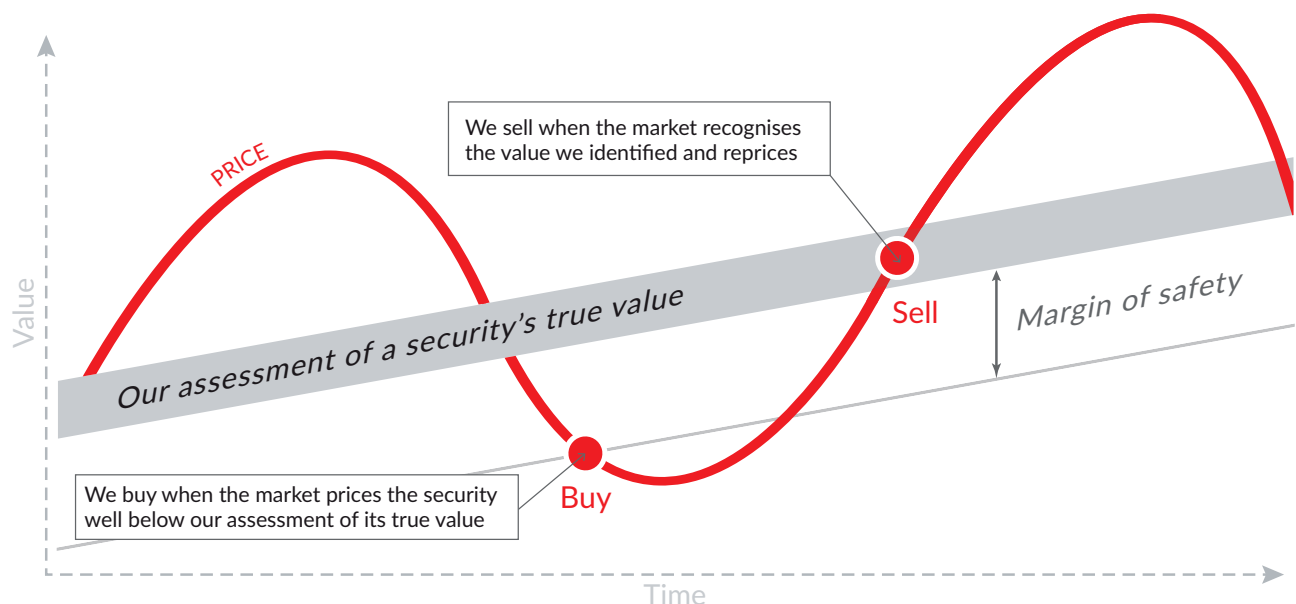 PRICE
We sell when the market recognises
the value we identified and reprices
Value
Our assessment of a security’s true value
Sell
Margin of safety
We buy when the market prices the security
well below our assessment of its true value
Buy
Time